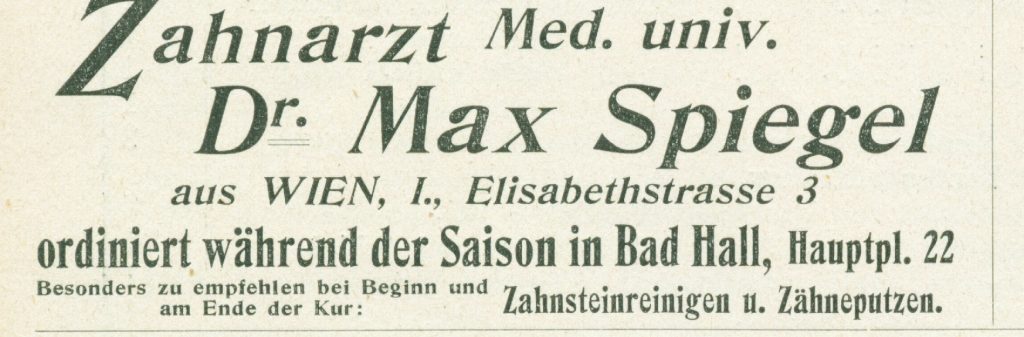 Zahnarzt Med. univ.
Dr. Max Spiegel
aus WIEN, I., Elisabethstrasse 3
ordiniert während der Saison in Bad Hall, Hauptpl. 22
Besonders zu empfehlen bei Beginn und
am Ende der Kur:
Zahnsteinreinigen u. Zähneputzen.